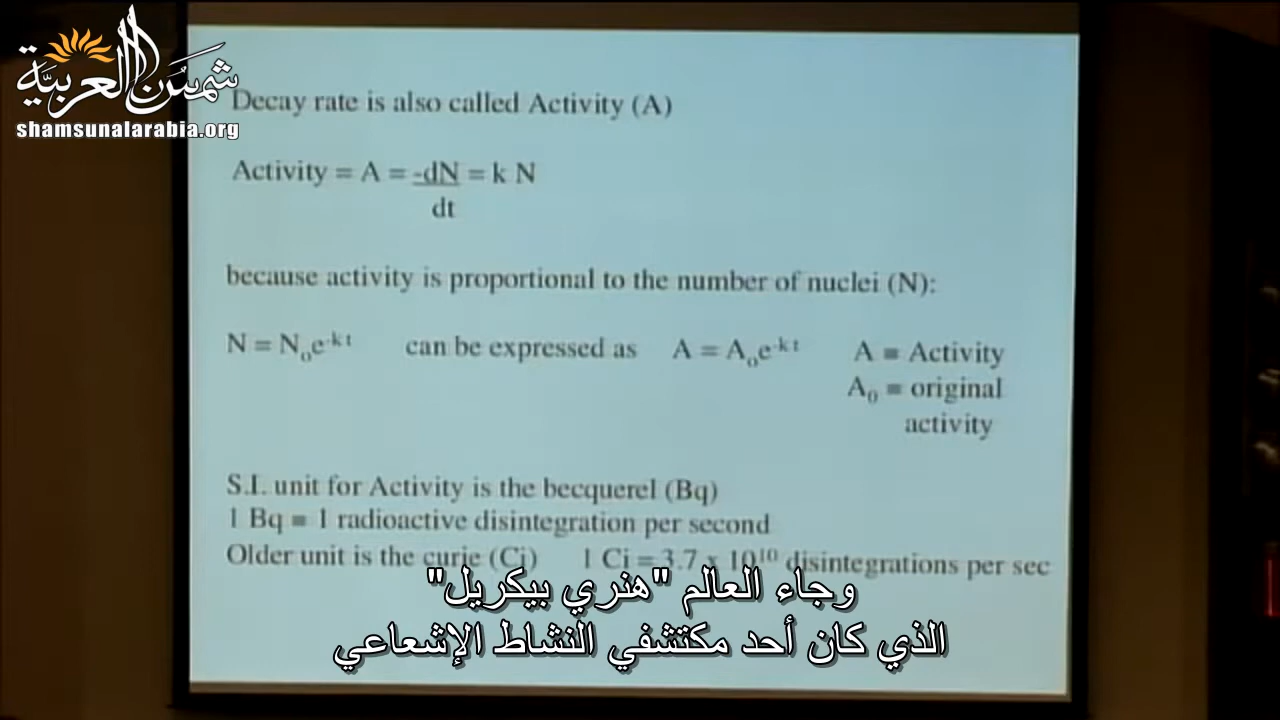 شمس العربية
shamsunalarabia.org
Decay rate is also called Activity (A)
Activity = A = -dN = k N
dt
because activity is proportional to the number of nuclei (N):
N = N₀e⁻ᵏᵗ can be expressed as A = A₀e⁻ᵏᵗ A ≡ Activity
A₀ ≡ original
activity
S.I. unit for Activity is the becquerel (Bq)
1 Bq ≡ 1 radioactive disintegration per second
Older unit is the curie (Ci) 1 Ci = 3.7 x 10¹⁰ disintegrations per sec
وجاء العالم "هنري بيكريل"
الذي كان أحد مكتشفي النشاط الإشعاعي